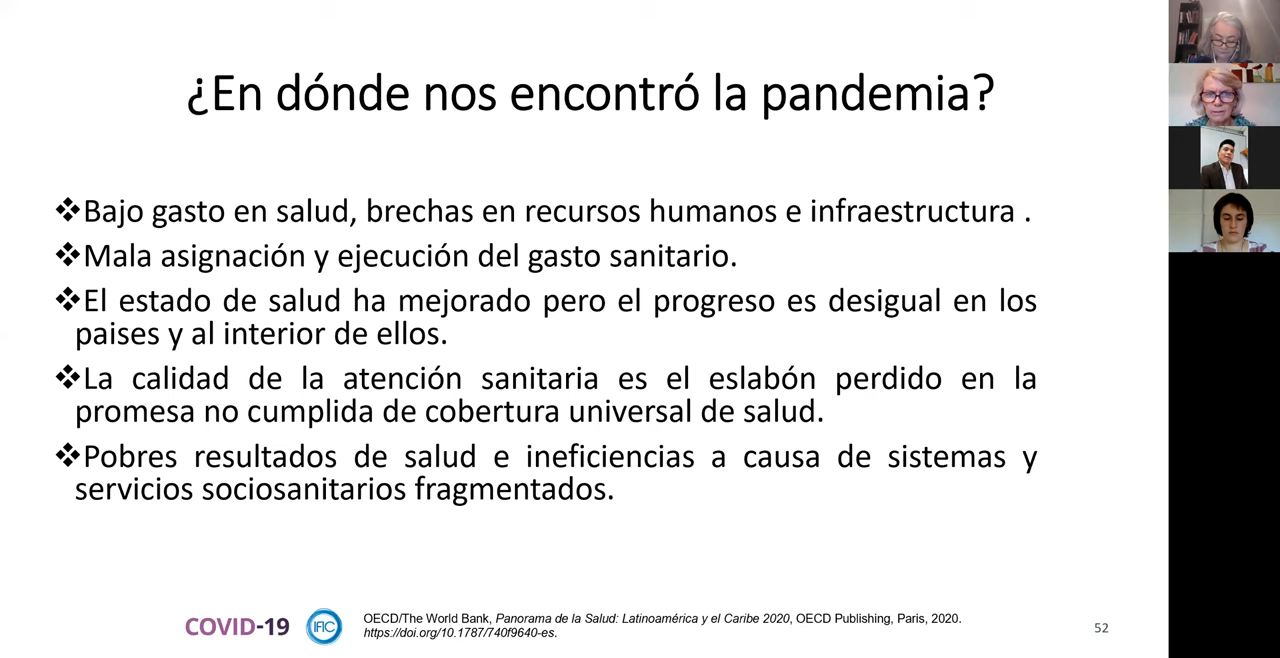 ¿En dónde nos encontró la pandemia?
❖Bajo gasto en salud, brechas en recursos humanos e infraestructura .
❖Mala asignación y ejecución del gasto sanitario.
❖El estado de salud ha mejorado pero el progreso es desigual en los
paises y al interior de ellos.
❖La calidad de la atención sanitaria es el eslabón perdido en la
promesa no cumplida de cobertura universal de salud.
❖Pobres resultados de salud e ineficiencias a causa de sistemas y
servicios sociosanitarios fragmentados.
COVID-19
IFIC
OECD/The World Bank, Panorama de la Salud: Latinoamérica y el Caribe 2020, OECD Publishing, Paris, 2020.
https://doi.org/10.1787/740f9640-es.
52